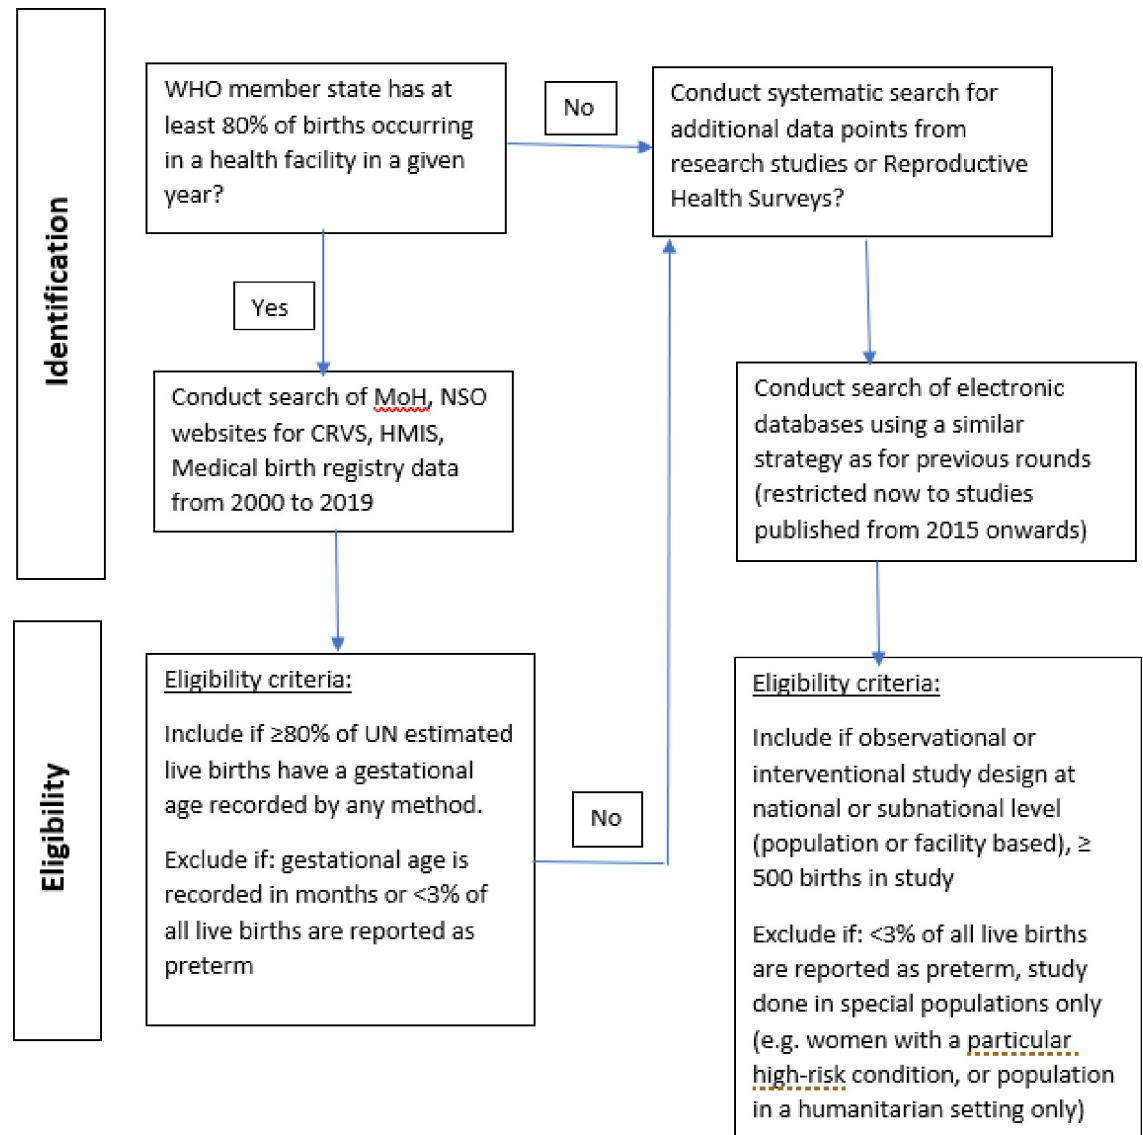 Identification
WHO member state has at
least 80% of births occurring
in a health facility in a given
year?
No
Conduct systematic search for
additional data points from
research studies or Reproductive
Health Surveys?
Yes
Conduct search of MoH, NSO
websites for CRVS, HMIS,
Medical birth registry data
from 2000 to 2019
Conduct search of electronic
databases using a similar
strategy as for previous rounds
(restricted now to studies
published from 2015 onwards)
Eligibility
Eligibility criteria:
Include if ≥80% of UN estimated
live births have a gestational
age recorded by any method.
Exclude if: gestational age is
recorded in months or <3% of
all live births are reported as
preterm
No
Eligibility criteria:
Include if observational or
interventional study design at
national or subnational level
(population or facility based), ≥
500 births in study
Exclude if: <3% of all live births
are reported as preterm, study
done in special populations only
(e.g. women with a particular
high-risk condition, or population
in a humanitarian setting only)